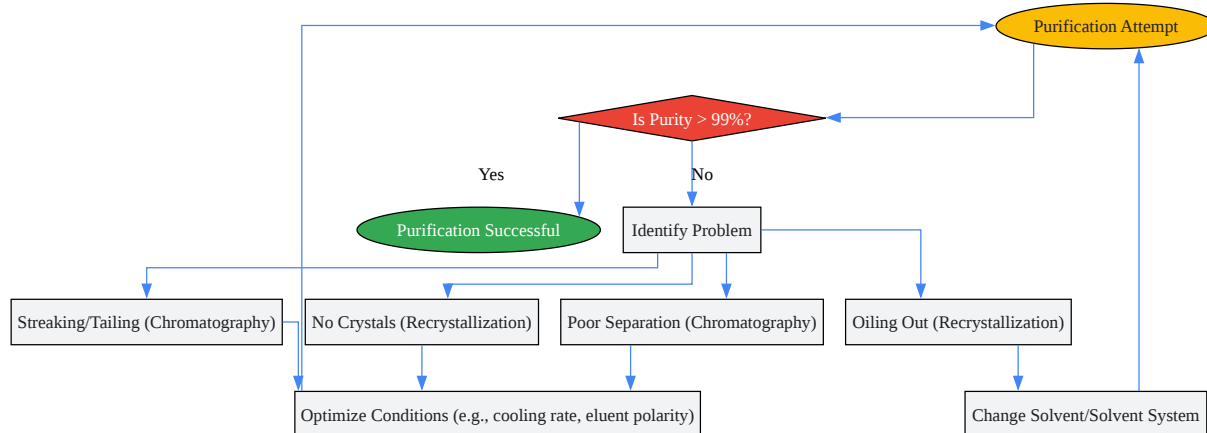 Purification Attempt
Is Purity > 99%?
Yes
No
Purification Successful
Identify Problem
Streaking/Tailing (Chromatography)
No Crystals (Recrystallization)
Poor Separation (Chromatography)
Oiling Out (Recrystallization)
Optimize Conditions (e.g., cooling rate, eluent polarity)
Change Solvent/Solvent System